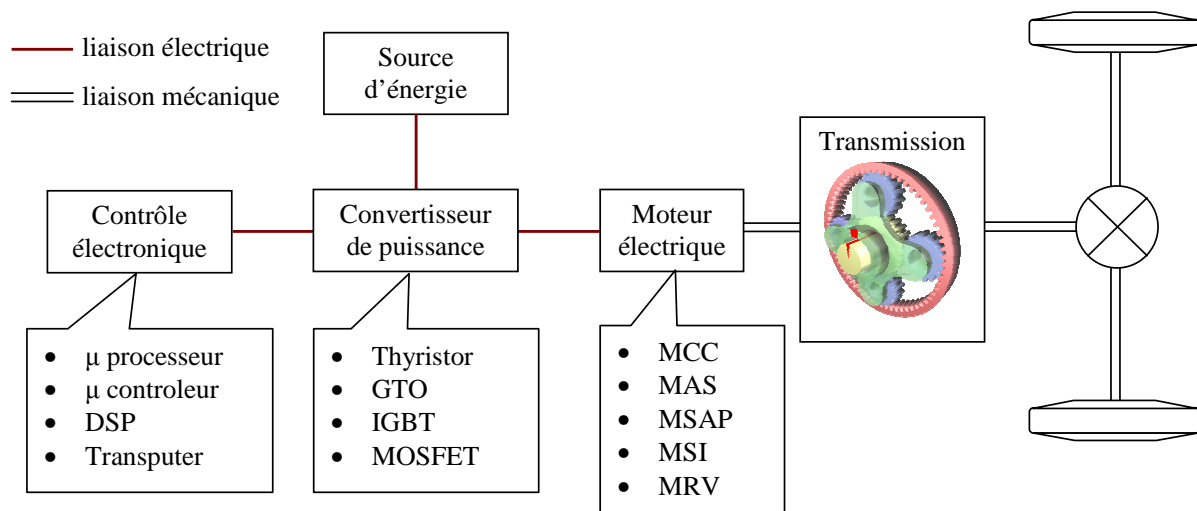 liaison électrique
liaison mécanique
Source
d’énergie
Transmission
Contrôle
électronique
Convertisseur
de puissance
Moteur
électrique
• μ processeur
• μ controleur
• DSP
• Transputer
• Thyristor
• GTO
• IGBT
• MOSFET
• MCC
• MAS
• MSAP
• MSI
• MRV